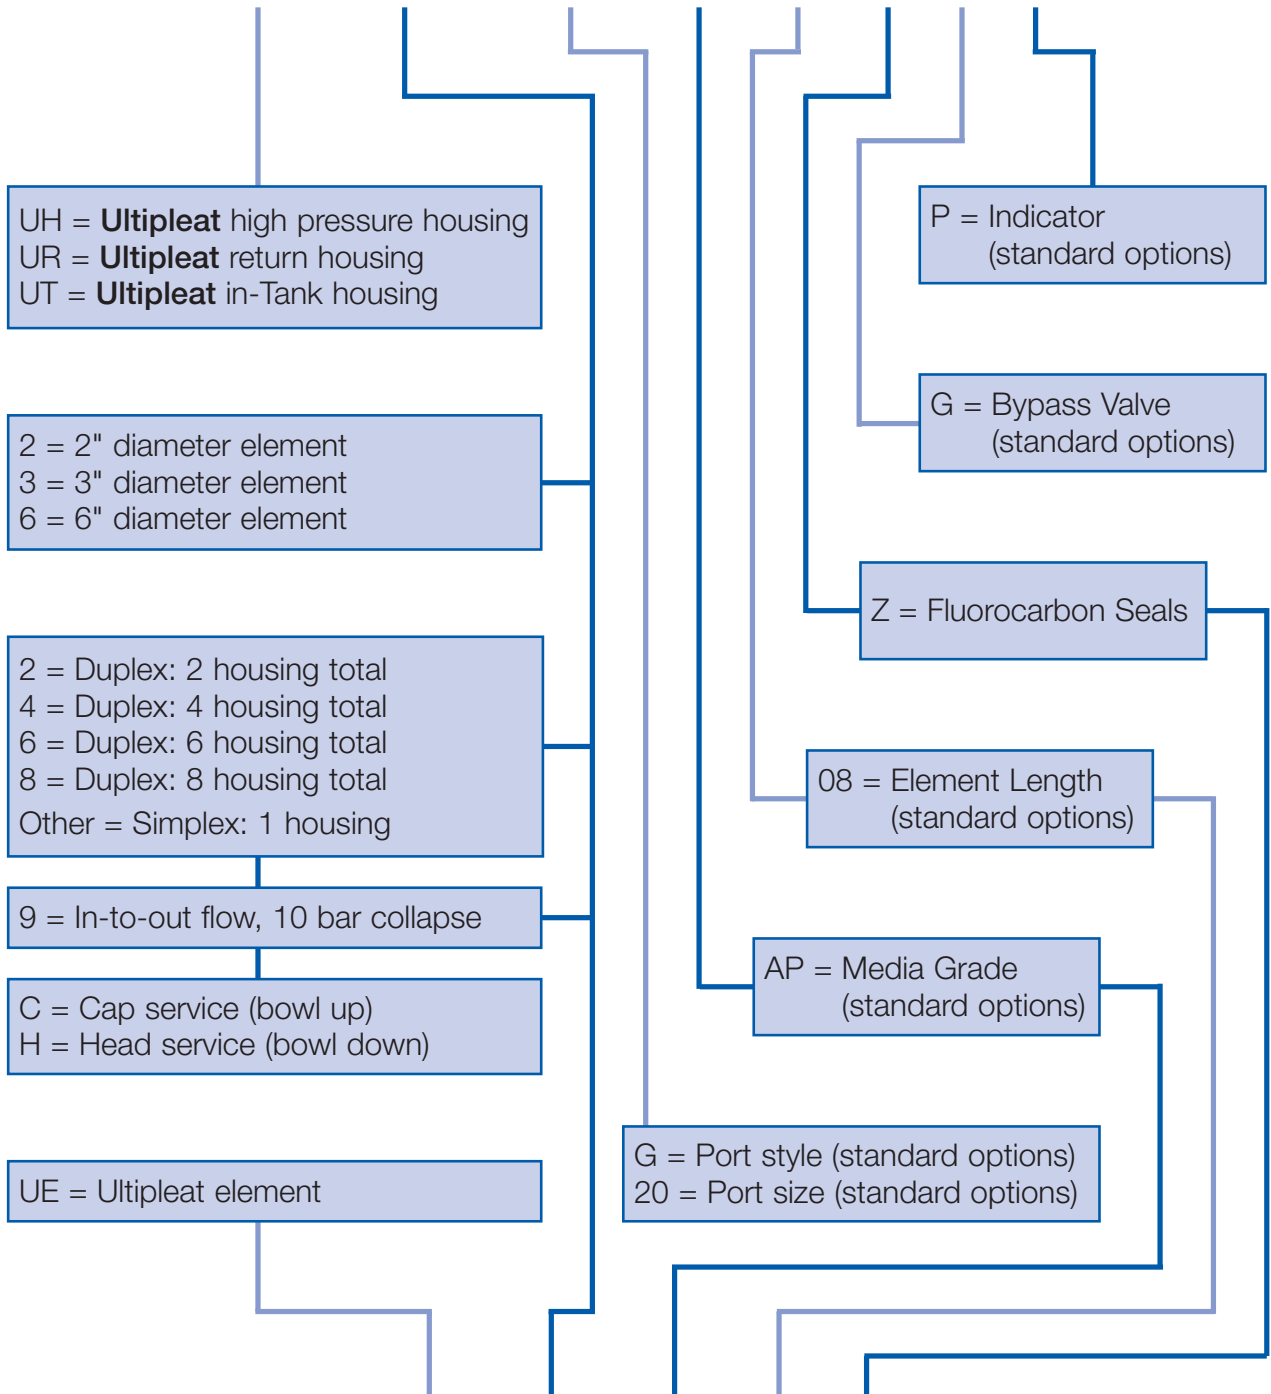 UH = Ultipleat high pressure housing
UR = Ultipleat return housing
UT = Ultipleat in-Tank housing
2 = 2" diameter element
3 = 3" diameter element
6 = 6" diameter element
2 = Duplex: 2 housing total
4 = Duplex: 4 housing total
6 = Duplex: 6 housing total
8 = Duplex: 8 housing total
Other = Simplex: 1 housing
9 = In-to-out flow, 10 bar collapse
C = Cap service (bowl up)
H = Head service (bowl down)
UE = Ultipleat element
P = Indicator
(standard options)
G = Bypass Valve
(standard options)
Z = Fluorocarbon Seals
08 = Element Length
(standard options)
AP = Media Grade
(standard options)
G = Port style (standard options)
20 = Port size (standard options)